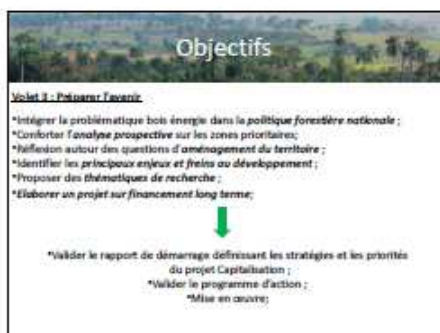 Objectifs
Volet 3 : Préparer l'avenir
*Intégrer la problématique bois énergie dans la politique forestière nationale ;
*Conforter l'analyse prospective sur les zones prioritaires;
*Réflexion autour des questions d'aménagement du territoire ;
*Identifier les principaux enjeux et freins au développement ;
*Proposer des thématiques de recherche ;
*Elaborer un projet sur financement long terme;
*Valider le rapport de démarrage définissant les stratégies et les priorités
du projet Capitalisation ;
*Valider le programme d'action ;
*Mise en œuvre;